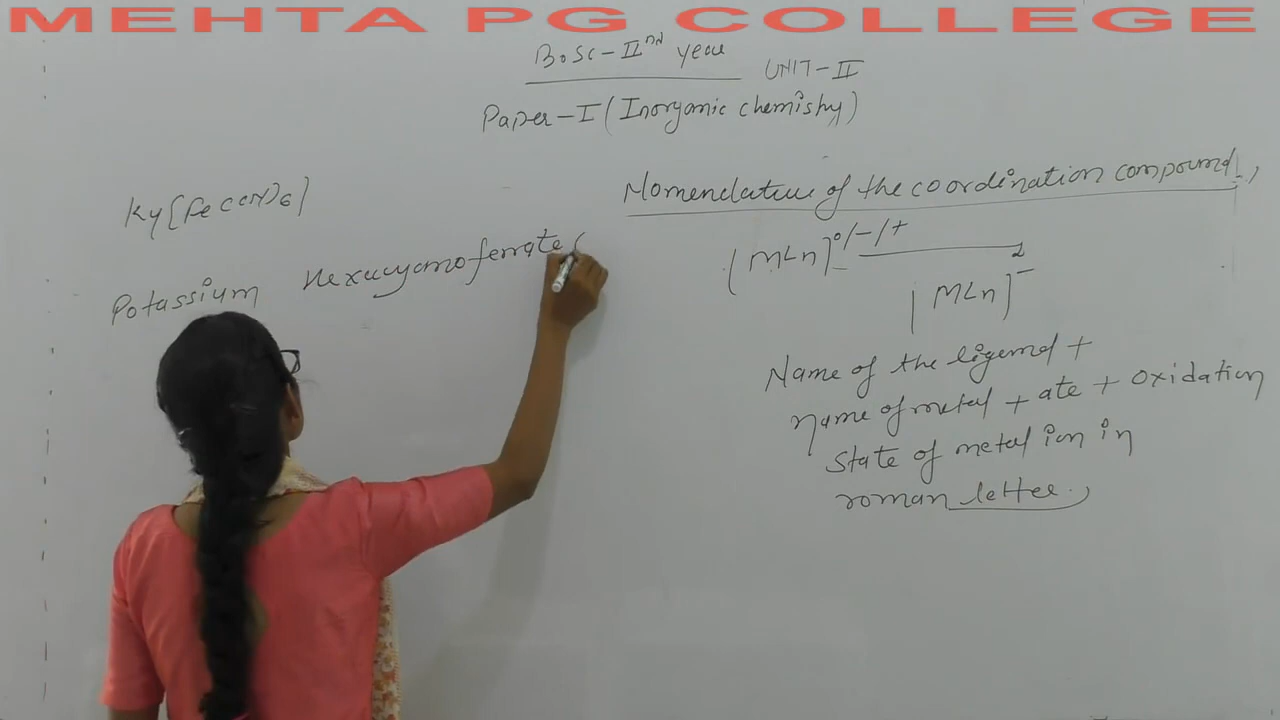 MEHTA PG COLLEGE
B.Sc-IInd year
UNIT-II
Paper-I (Inorganic chemistry)
K4[Fe(CN)6]
Potassium Hexacyanoferrate (
Nomenclature of the coordination compound
[MLn]0/-/+
[MLn]-
Name of the ligand +
name of metal + ate + oxidation
state of metal ion in
roman letter.